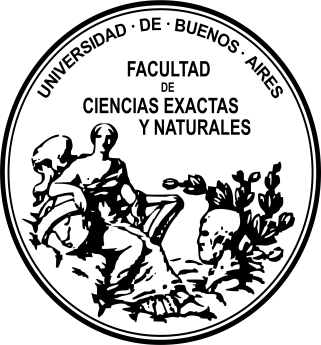 UNIVERSIDAD · DE · BUENOS · AIRES
FACULTAD
DE
CIENCIAS EXACTAS
Y NATURALES